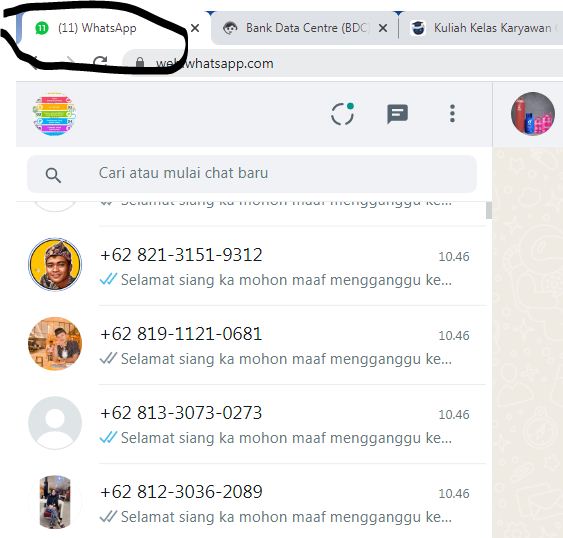 11 (11) WhatsApp Bank Data Centre (BDC) Kuliah Kelas Karyawan
web.whatsapp.com
Cari atau mulai chat baru
Selamat siang ka mohon maaf mengganggu ke...
+62 821-3151-9312 10.46
Selamat siang ka mohon maaf mengganggu ke...
+62 819-1121-0681 10.46
Selamat siang ka mohon maaf mengganggu ke...
+62 813-3073-0273 10.46
Selamat siang ka mohon maaf mengganggu ke...
+62 812-3036-2089 10.46
Selamat siang ka mohon maaf mengganggu ke...